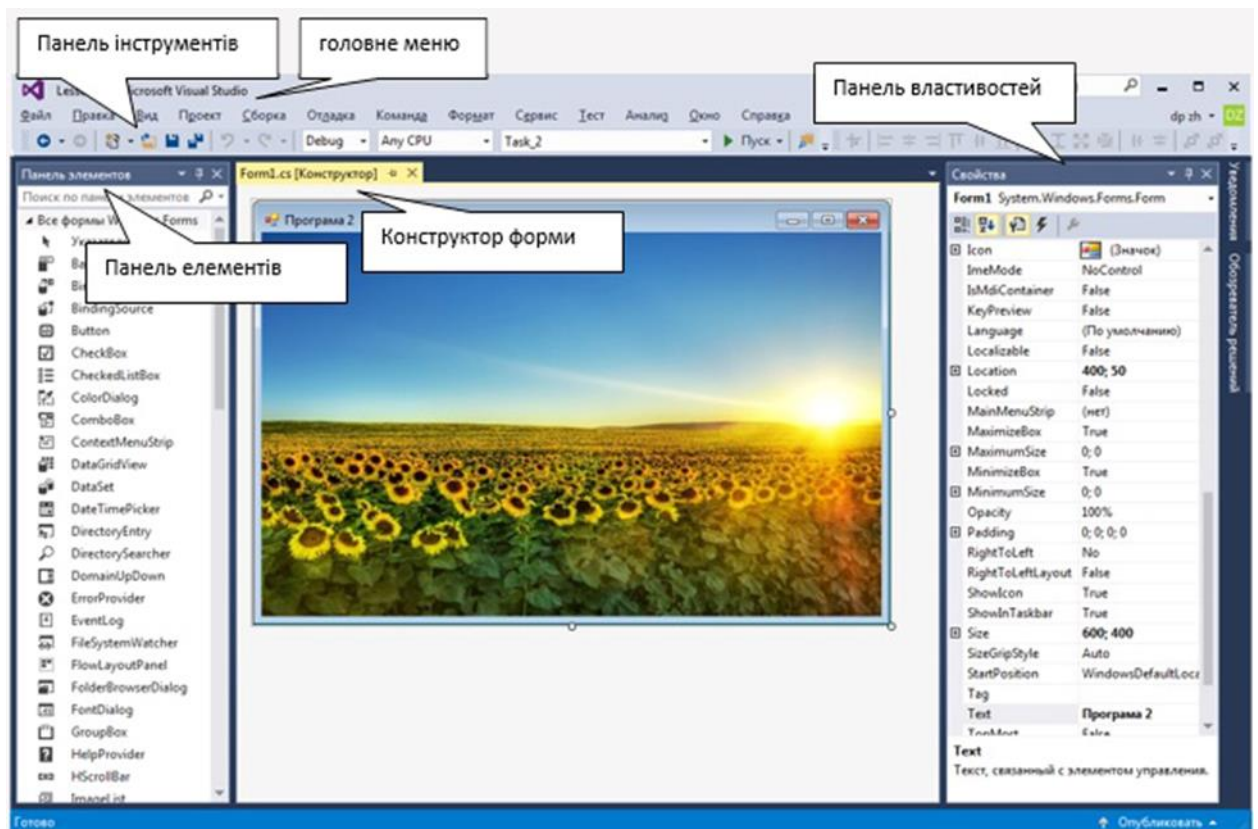 Панель інструментів
головне меню
Панель властивостей
Microsoft Visual Studio
Файл Правка Вид Проект Сборка Отладка Команда Формат Сервис Тест Анализ Окно Справка dp zh DZ
Debug Any CPU Task_2 Пуск
Панель элементов
Поиск по панели элементов
Все формы Windows Forms
BindingSource
Button
CheckBox
CheckedListBox
ColorDialog
ComboBox
ContextMenuStrip
DataGridView
DataSet
DateTimePicker
DirectoryEntry
DirectorySearcher
DomainUpDown
ErrorProvider
EventLog
FileSystemWatcher
FlowLayoutPanel
FolderBrowserDialog
FontDialog
GroupBox
HelpProvider
HScrollBar
ImageList
Панель елементів
Form1.cs [Конструктор]
Програма 2
Конструктор форми
Свойства
Form1 System.Windows.Forms.Form
Icon (Значок)
ImeMode NoControl
IsMdiContainer False
KeyPreview False
Language (По умолчанию)
Localizable False
Location 400; 50
Locked False
MainMenuStrip (нет)
MaximizeBox True
MaximumSize 0; 0
MinimizeBox True
MinimumSize 0; 0
Opacity 100%
Padding 0; 0; 0; 0
RightToLeft No
RightToLeftLayout False
ShowIcon True
ShowInTaskbar True
Size 600; 400
SizeGripStyle Auto
StartPosition WindowsDefaultLoca
Tag
Text Програма 2
TopMost False
Text
Текст, связанный с элементом управления.
Уведомления
Обозреватель решений
Готово
Опубликовать